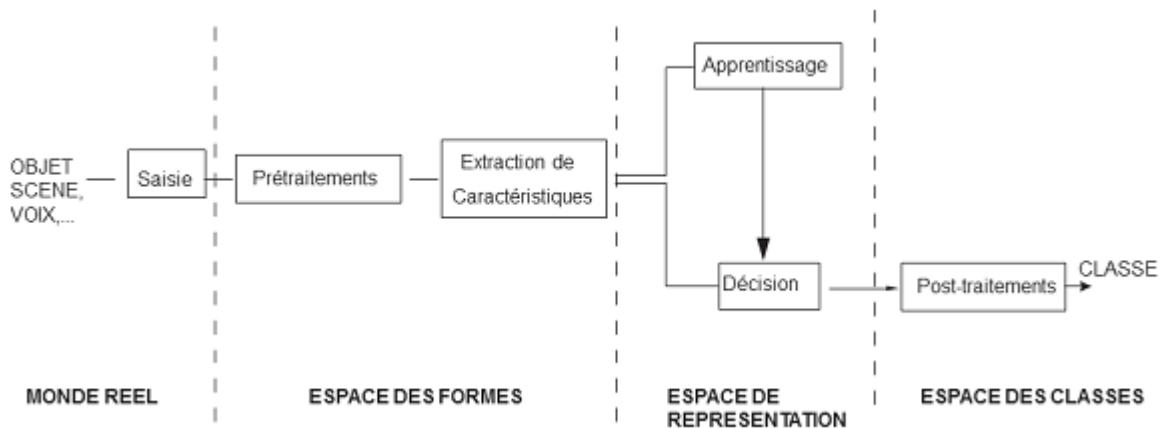 Apprentissage
OBJET
SCENE,
VOIX,...
Saisie
Prétraitements
Extraction de
Caractéristiques
Décision
Post-traitements
CLASSE
MONDE REEL
ESPACE DES FORMES
ESPACE DE
REPRESENTATION
ESPACE DES CLASSES